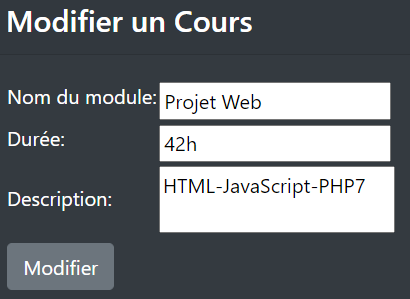 Modifier un Cours
Nom du module: Projet Web
Durée: 42h
Description: HTML-JavaScript-PHP7
Modifier